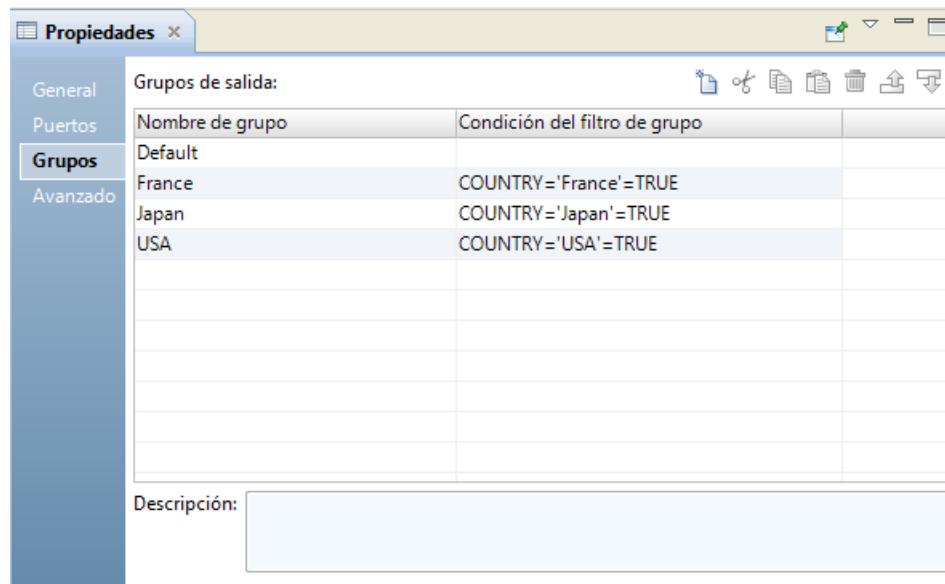 Propiedades
General
Puertos
Grupos
Avanzado
Grupos de salida:
Nombre de grupo Condición del filtro de grupo
Default
France COUNTRY='France'=TRUE
Japan COUNTRY='Japan'=TRUE
USA COUNTRY='USA'=TRUE
Descripción: